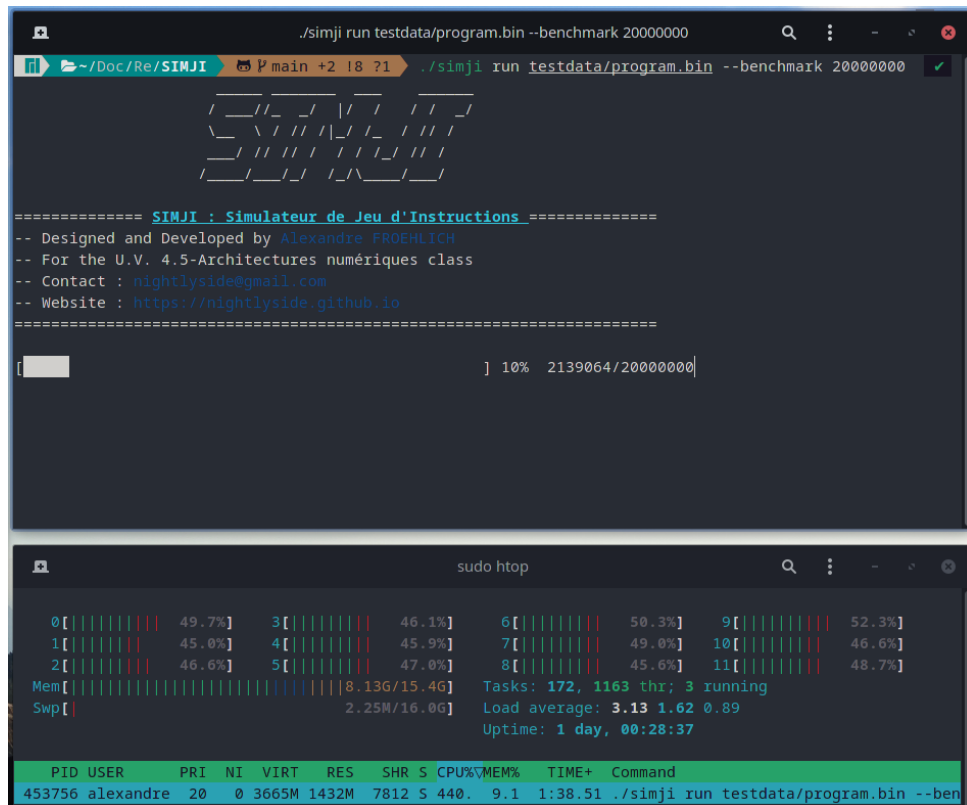 ./simji run testdata/program.bin --benchmark 20000000
~/Doc/Re/SIMJI main +2 !8 ?1 ./simji run testdata/program.bin --benchmark 20000000 ✔
============== SIMJI : Simulateur de Jeu d'Instructions ==============
-- Designed and Developed by Alexandre FROEHLICH
-- For the U.V. 4.5-Architectures numériques class
-- Contact : nightlyside@gmail.com
-- Website : https://nightlyside.github.io
======================================================================
[ ] 10% 2139064/20000000
sudo htop
0[|||||||||| 49.7%] 3[||||||||| 46.1%] 6[||||||||| 50.3%] 9[|||||||||| 52.3%]
1[|||||||| 45.0%] 4[||||||||| 45.9%] 7[||||||||| 49.0%] 10[||||||||| 46.6%]
2[||||||||| 46.6%] 5[||||||||| 47.0%] 8[||||||||| 45.6%] 11[||||||||| 48.7%]
Mem[||||||||||||||||||||||||||||||8.13G/15.4G] Tasks: 172, 1163 thr; 3 running
Swp[| 2.25M/16.0G] Load average: 3.13 1.62 0.89
Uptime: 1 day, 00:28:37
PID USER PRI NI VIRT RES SHR S CPU%▽MEM% TIME+ Command
453756 alexandre 20 0 3665M 1432M 7812 S 440. 9.1 1:38.51 ./simji run testdata/program.bin --ben